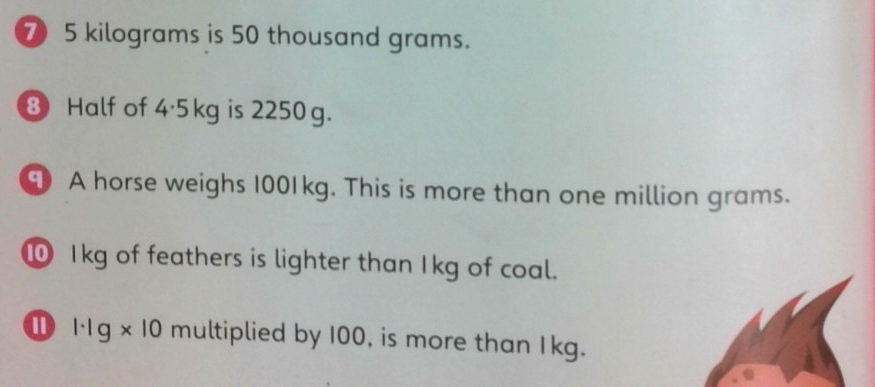 7 5 kilograms is 50 thousand grams.
8 Half of 4·5 kg is 2250 g.
9 A horse weighs 1001 kg. This is more than one million grams.
10 1 kg of feathers is lighter than 1 kg of coal.
11 1·1 g × 10 multiplied by 100, is more than 1 kg.